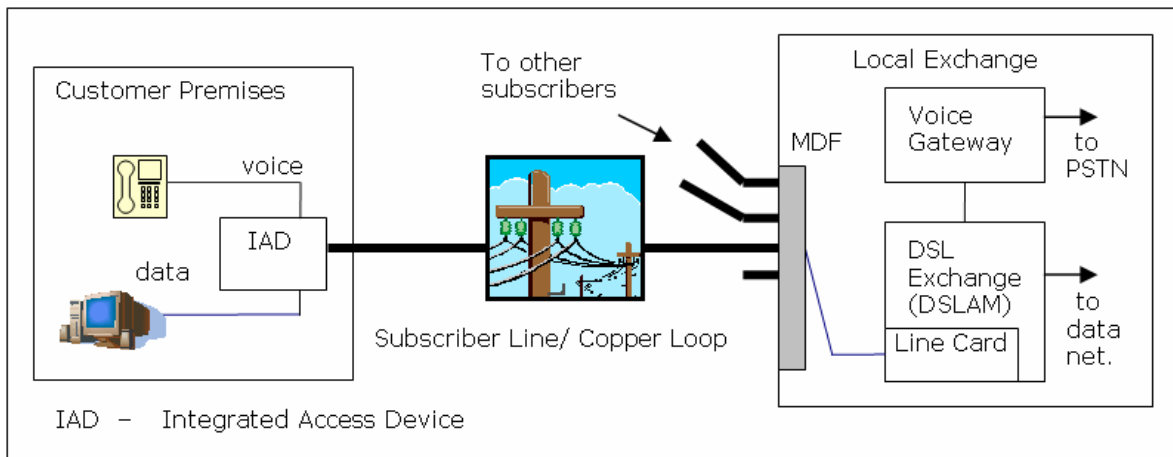 Customer Premises
voice
IAD
data
To other
subscribers
Subscriber Line/ Copper Loop
Local Exchange
MDF
Voice
Gateway
to
PSTN
DSL
Exchange
(DSLAM)
Line Card
to
data
net.
IAD – Integrated Access Device